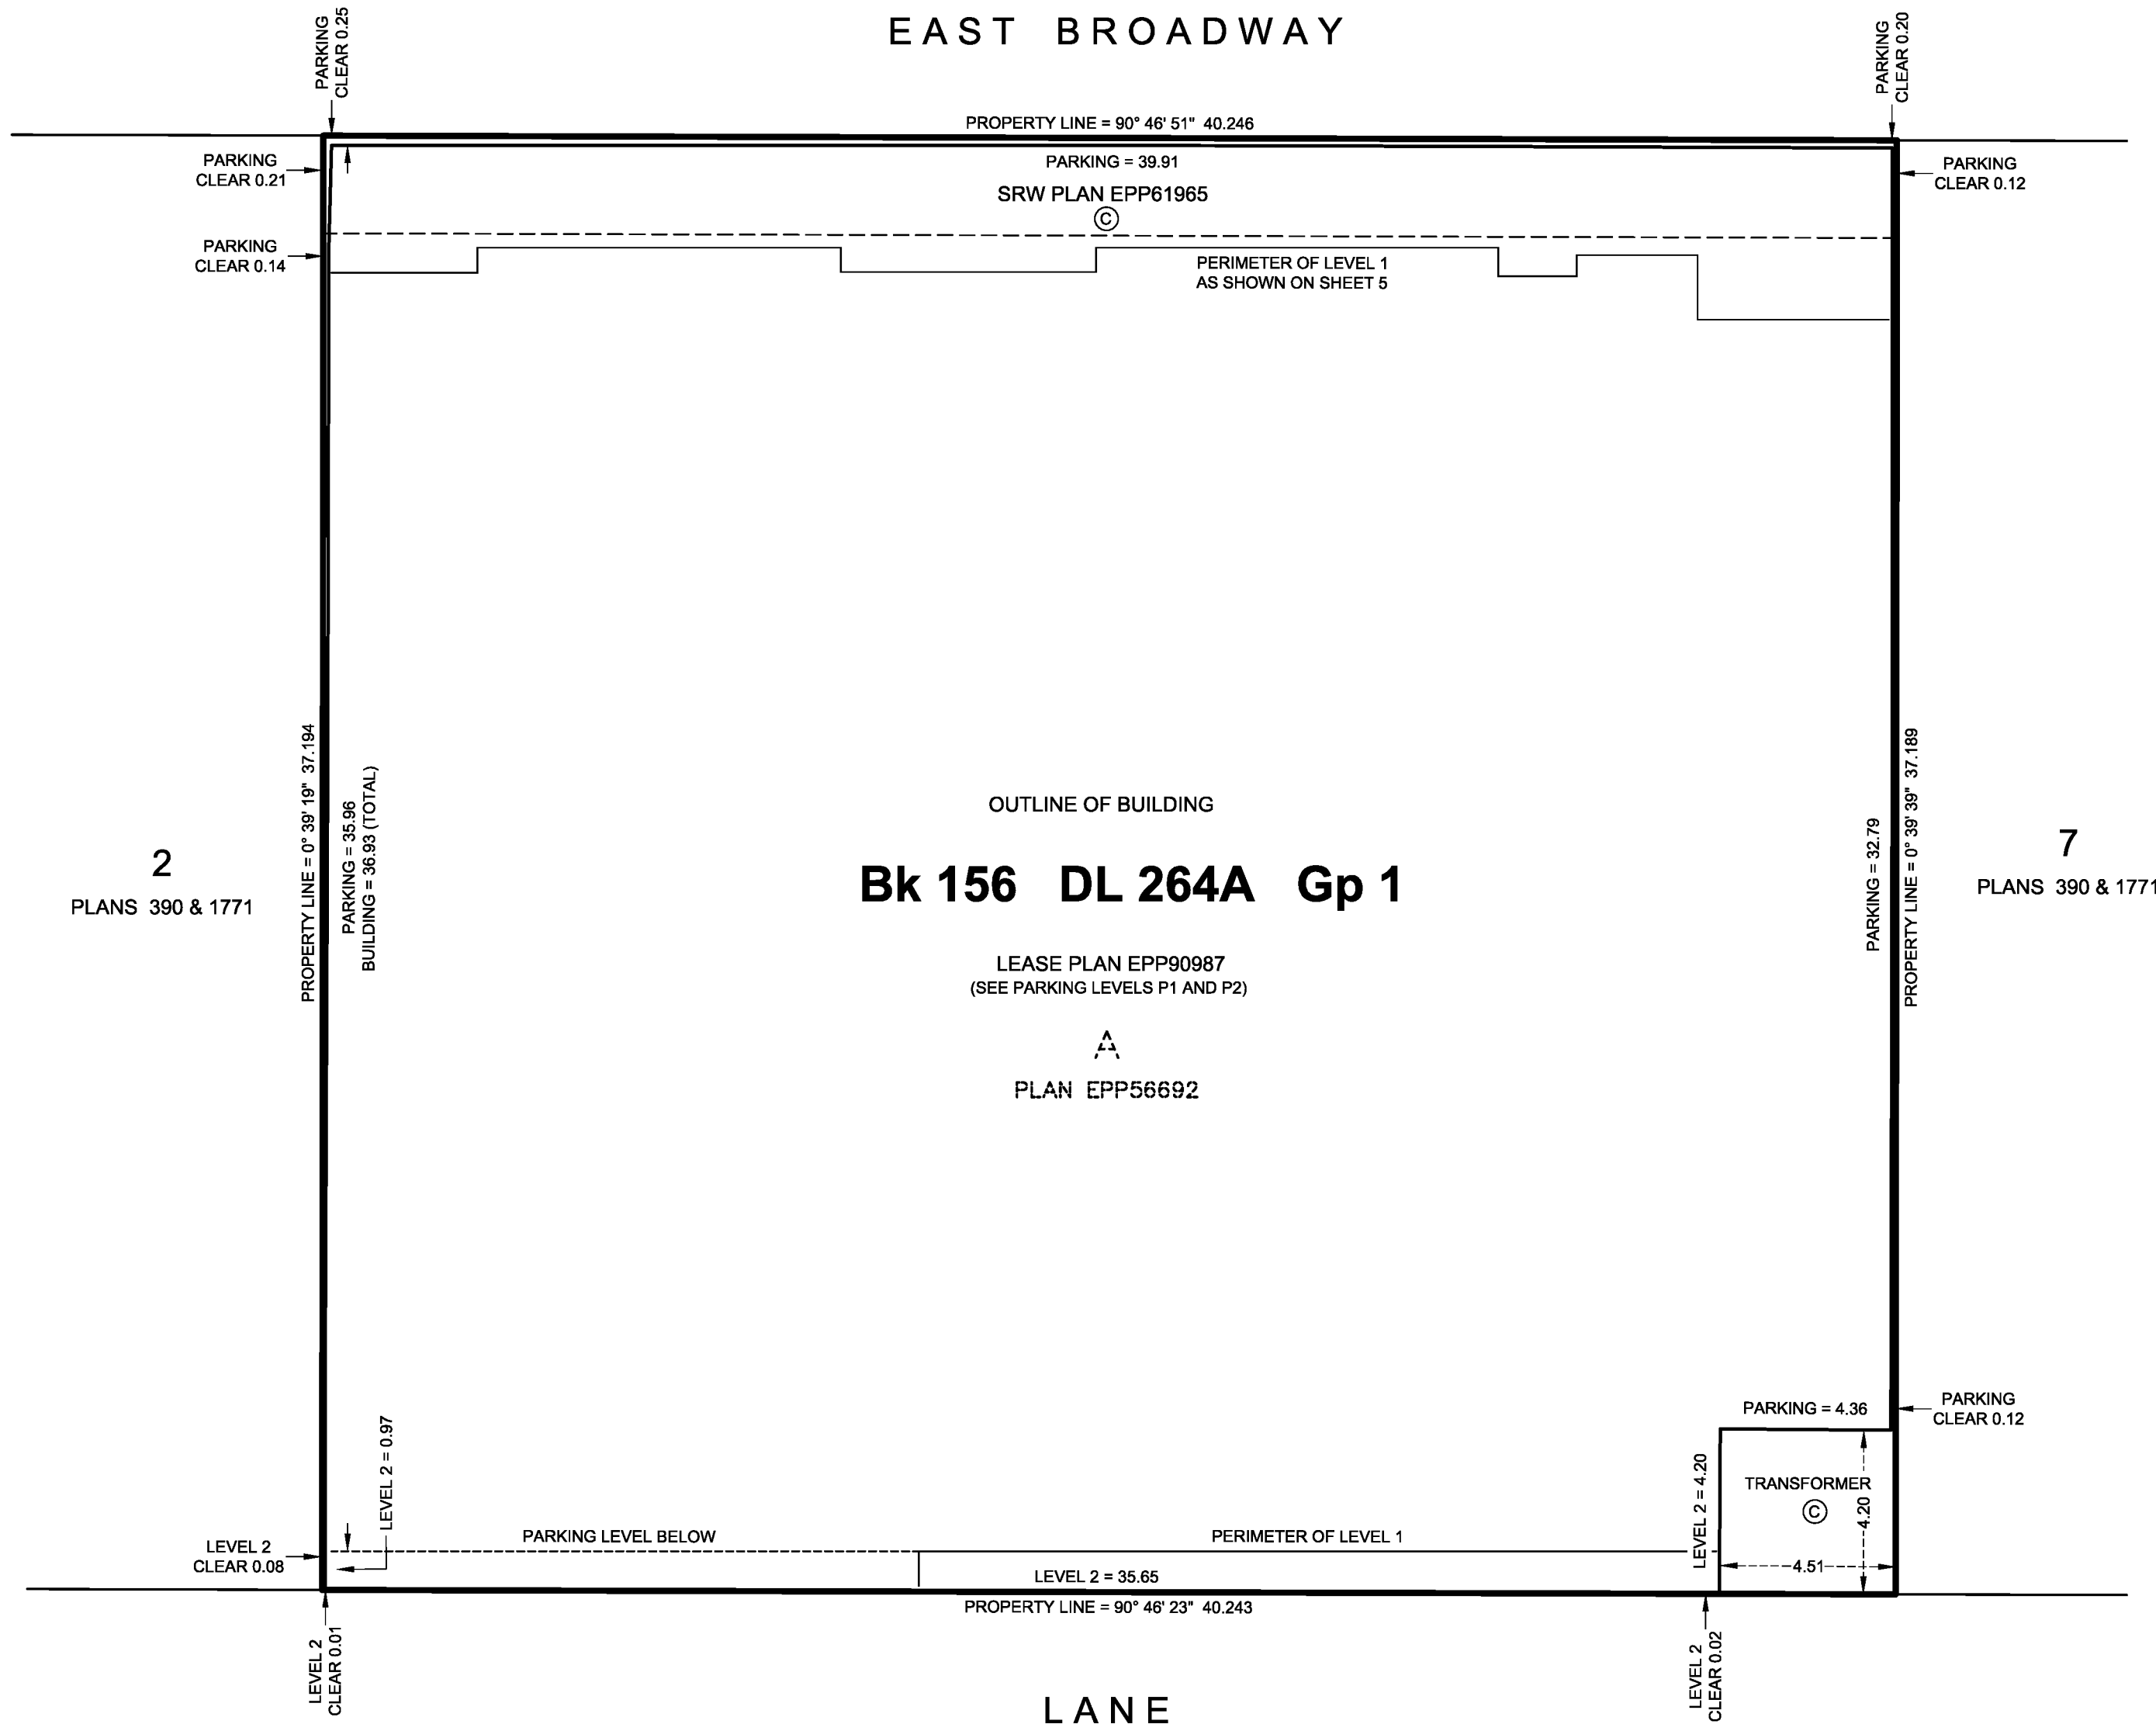 EAST BROADWAY
PARKING
CLEAR 0.25
PARKING
CLEAR 0.20
PROPERTY LINE = 90° 46' 51" 40.246
PARKING
CLEAR 0.21
PARKING = 39.91
PARKING
CLEAR 0.12
SRW PLAN EPP61965
C
PARKING
CLEAR 0.14
PERIMETER OF LEVEL 1
AS SHOWN ON SHEET 5
PROPERTY LINE = 0° 39' 19" 37.194
PARKING = 35.96
BUILDING = 36.93 (TOTAL)
OUTLINE OF BUILDING
PARKING = 32.79
PROPERTY LINE = 0° 39' 39" 37.189
2
PLANS 390 & 1771
Bk 156 DL 264A Gp 1
7
PLANS 390 & 1771
LEASE PLAN EPP90987
(SEE PARKING LEVELS P1 AND P2)
A
PLAN EPP56692
PARKING = 4.36
PARKING
CLEAR 0.12
LEVEL 2 = 0.97
LEVEL 2 = 4.20
TRANSFORMER
C
4.20
4.51
PARKING LEVEL BELOW
PERIMETER OF LEVEL 1
LEVEL 2
CLEAR 0.08
LEVEL 2 = 35.65
PROPERTY LINE = 90° 46' 23" 40.243
LEVEL 2
CLEAR 0.01
LEVEL 2
CLEAR 0.02
LANE